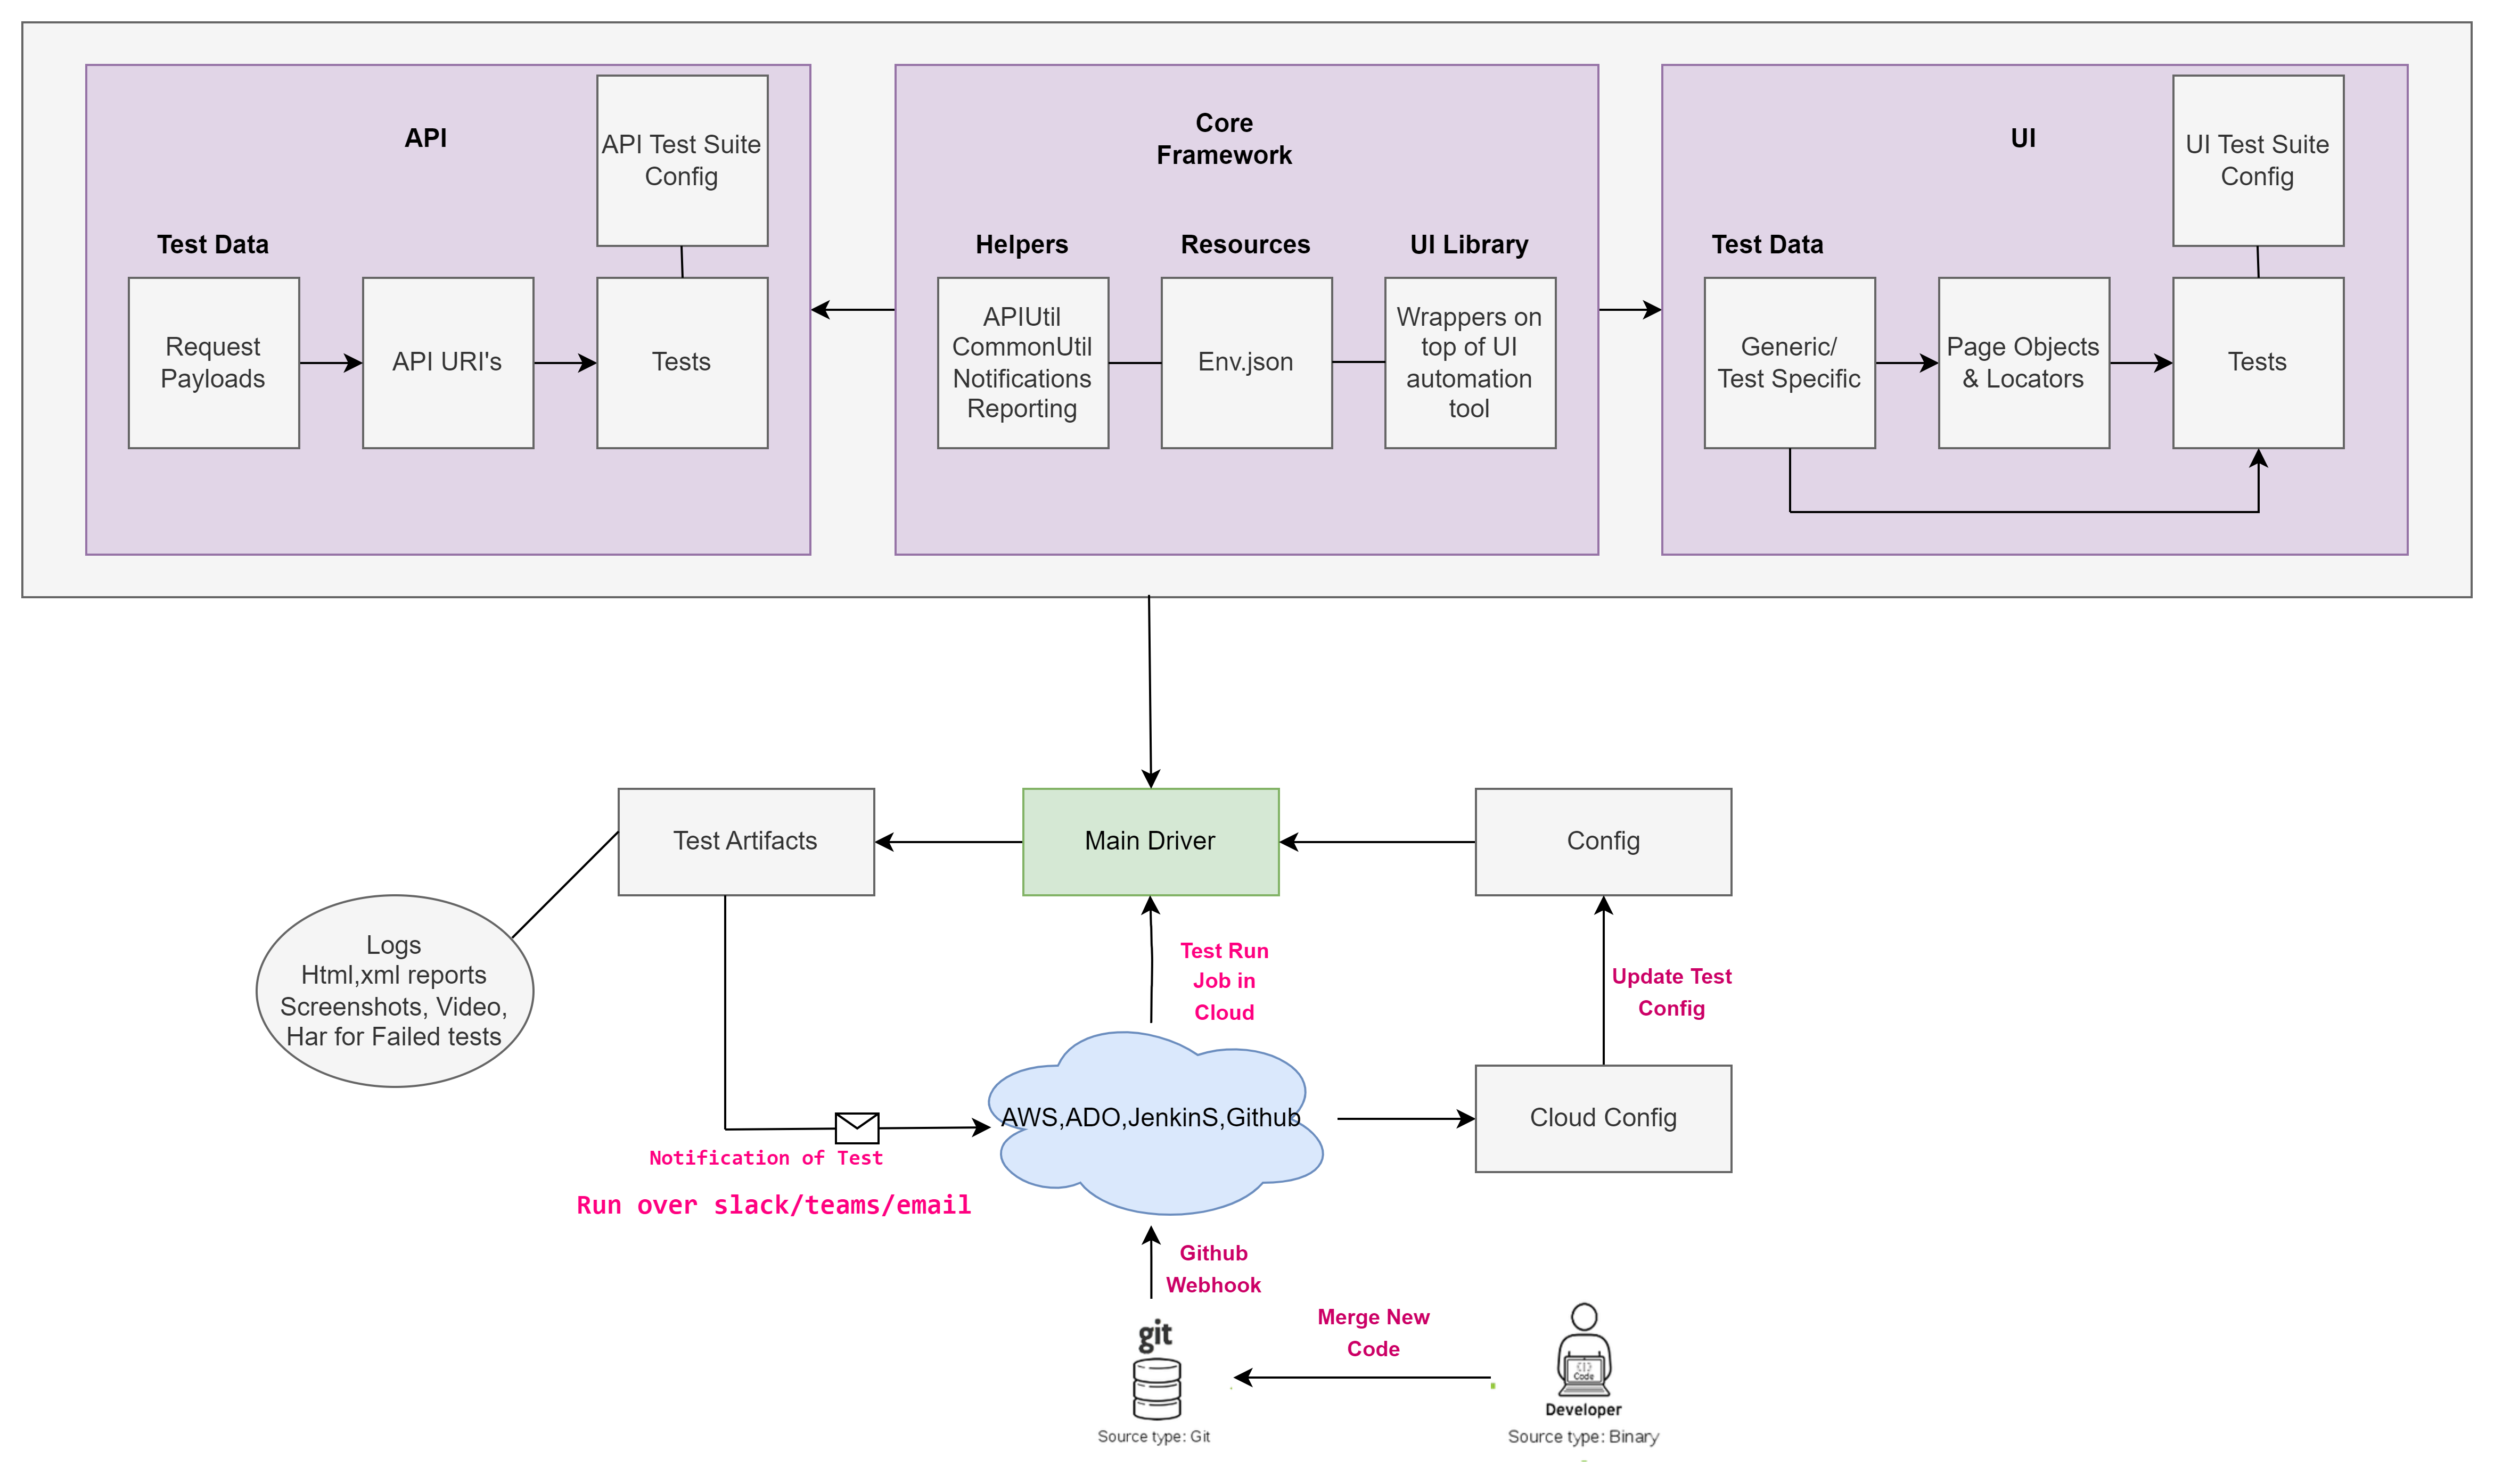 API
API Test Suite
Config
Test Data
Request
Payloads
API URI's
Tests
Core
Framework
Helpers
Resources
UI Library
APIUtil
CommonUtil
Notifications
Reporting
Env.json
Wrappers on
top of UI
automation
tool
UI
UI Test Suite
Config
Test Data
Generic/
Test Specific
Page Objects
& Locators
Tests
Test Artifacts
Main Driver
Config
Logs
Html,xml reports
Screenshots, Video,
Har for Failed tests
Test Run
Job in
Cloud
Update Test
Config
AWS,ADO,JenkinS,Github
Cloud Config
Notification of Test
Run over slack/teams/email
Github
Webhook
Merge New
Code
git
Source type: Git
Code
Developer
Source type: Binary